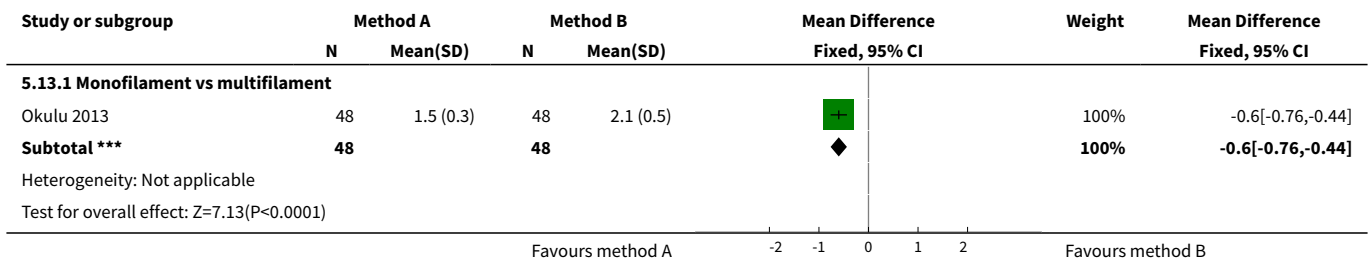 Study or subgroup Method A Method B Mean Difference Weight Mean Difference
N Mean(SD) N Mean(SD) Fixed, 95% CI Fixed, 95% CI
5.13.1 Monofilament vs multifilament
Okulu 2013 48 1.5 (0.3) 48 2.1 (0.5) 100% -0.6[-0.76,-0.44]
Subtotal *** 48 48 100% -0.6[-0.76,-0.44]
Heterogeneity: Not applicable
Test for overall effect: Z=7.13(P<0.0001)
Favours method A -2 -1 0 1 2 Favours method B